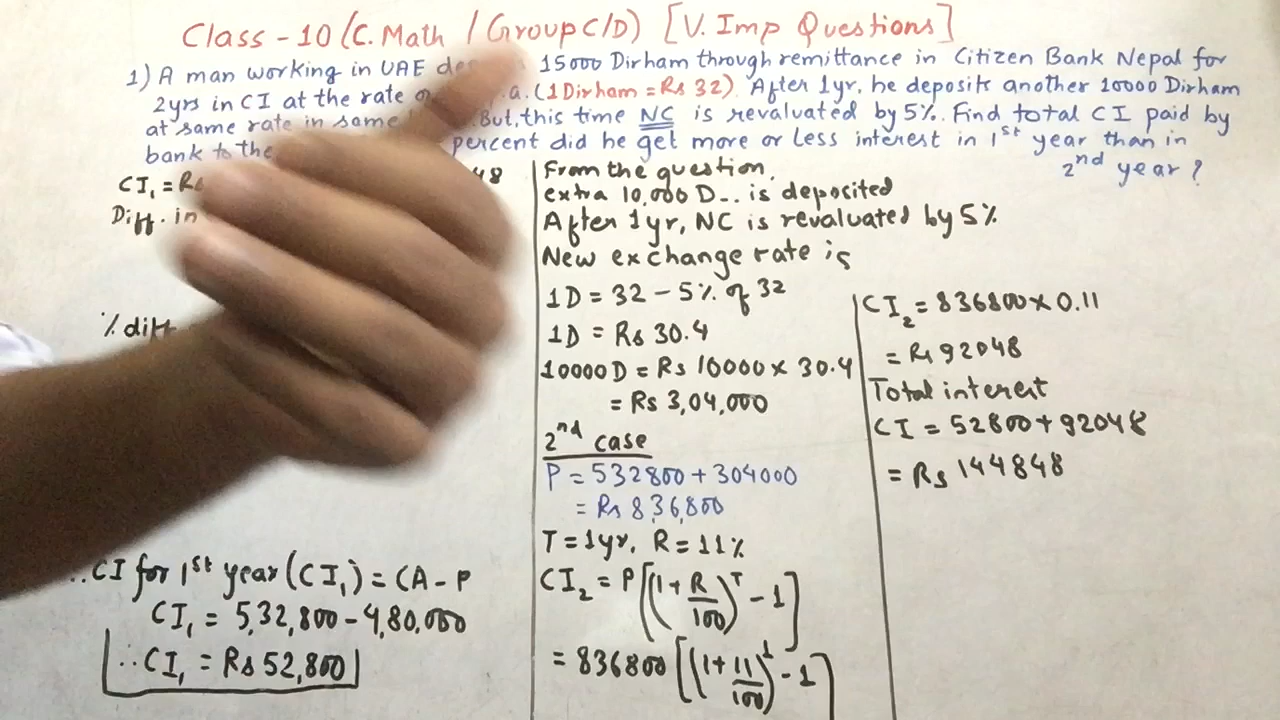 Class - 10 (C. Math / Group C/D) [V. Imp Questions]
1) A man working in UAE 15000 Dirham through remittance in Citizen Bank Nepal for
2yrs in CI at the rate (1Dirham = Rs 32). After 1yr, he deposits another 10000 Dirham
at same rate in same But, this time NC is revaluated by 5%. Find total CI paid by
bank to the percent did he get more or less interest in 1st year than in
2nd year?
CI₁ = Rs 48
Diff. in
% diff
∴ CI for 1st year (CI₁) = CA - P
CI₁ = 5,32,800 - 4,80,000
∴ CI₁ = Rs 52,800
From the question,
extra 10,000 D.. is deposited
After 1yr, NC is revaluated by 5%
New exchange rate is
1D = 32 - 5% of 32
1D = Rs 30.4
10000D = Rs 10000 × 30.4
= Rs 3,04,000
2nd case
P = 532800 + 304000
= Rs 8,36,800
T = 1yr, R = 11%
CI₂ = P[(1 + R/100)ᵀ - 1]
= 836800 [(1 + 11/100)¹ - 1]
CI₂ = 836800 × 0.11
= Rs 92048
Total interest
CI = 52800 + 92048
= Rs 144848